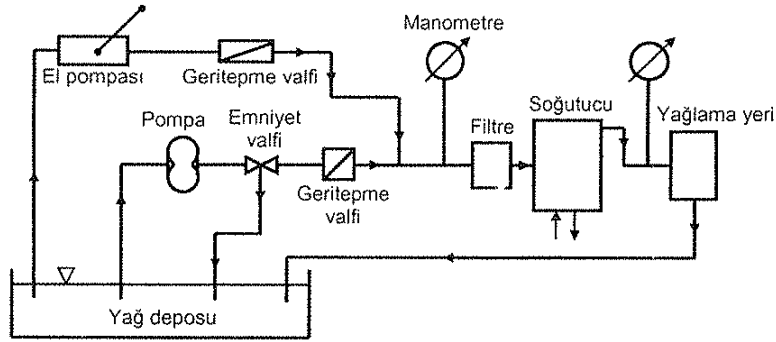 Manometre
El pompası
Geritepme valfi
Pompa
Emniyet
valfi
Filtre
Soğutucu
Yağlama yeri
Geritepme
valfi
Yağ deposu